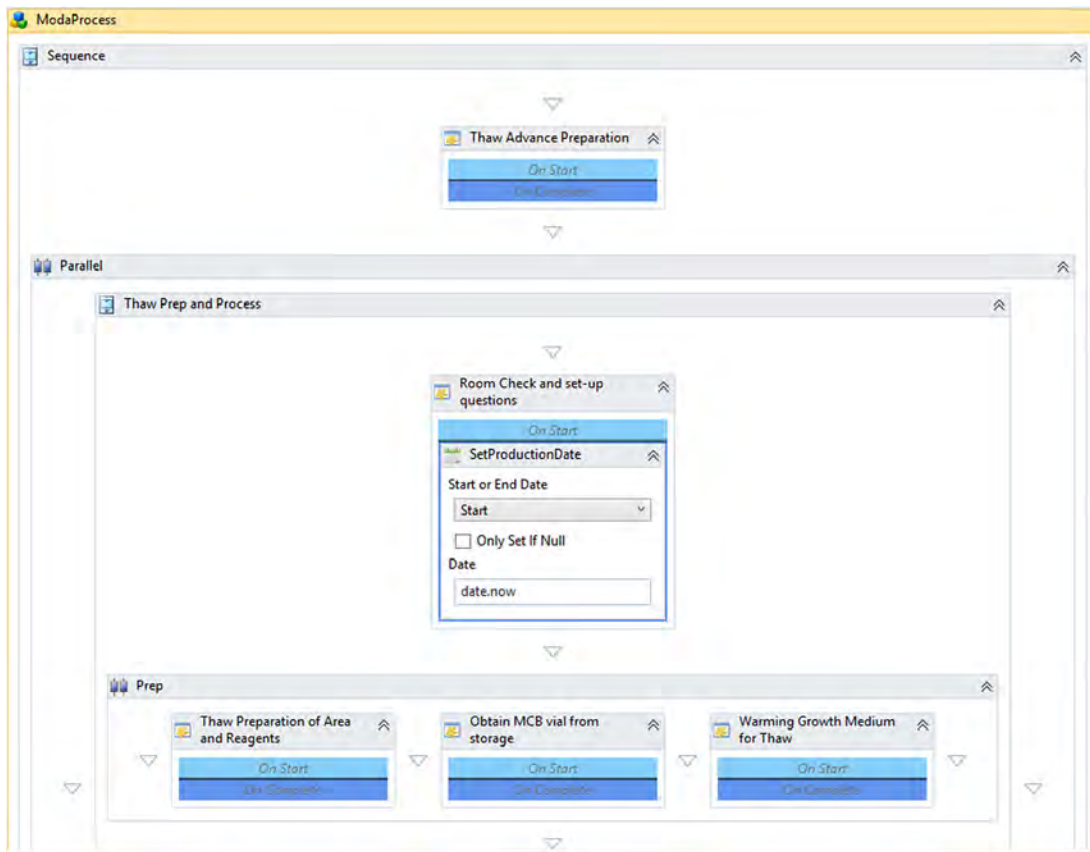 ModaProcess
Sequence
Thaw Advance Preparation
On Start
On Complete
Parallel
Thaw Prep and Process
Room Check and set-up
questions
On Start
SetProductionDate
Start or End Date
Start
Only Set If Null
Date
date.now
Prep
Thaw Preparation of Area
and Reagents
On Start
On Complete
Obtain MCB vial from
storage
On Start
On Complete
Warming Growth Medium
for Thaw
On Start
On Complete